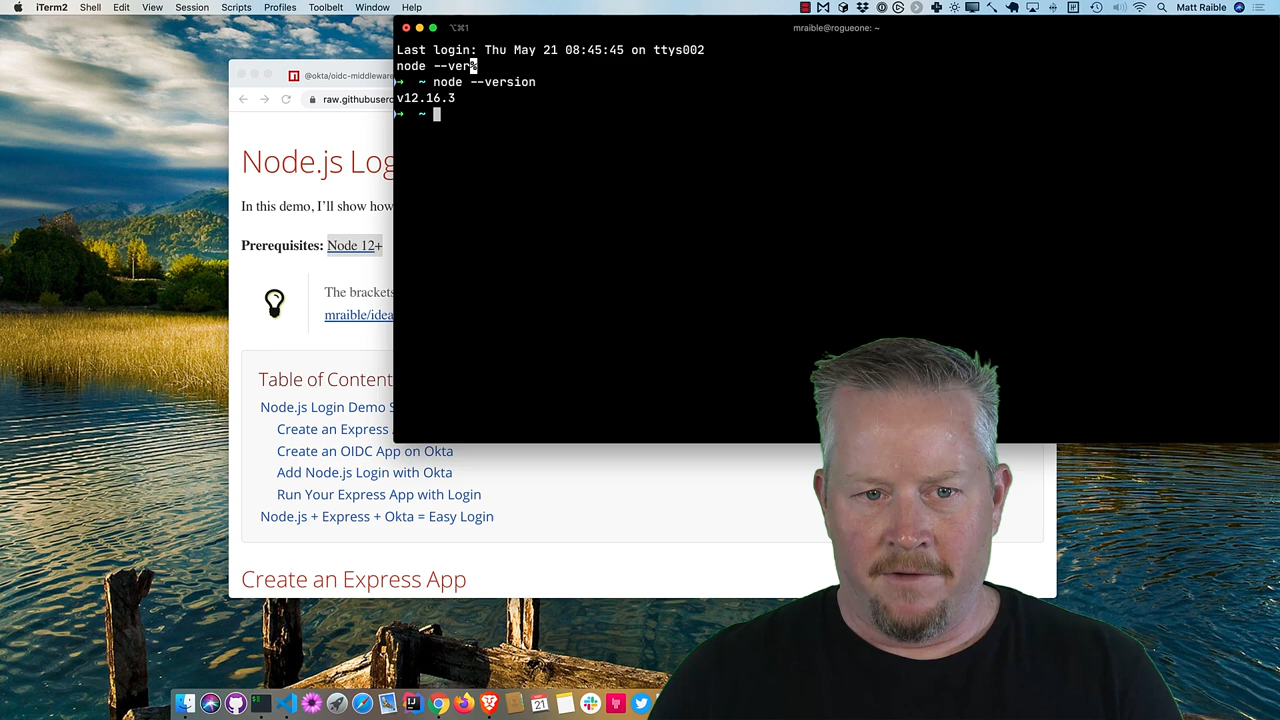 iTerm2 Shell Edit View Session Scripts Profiles Toolbelt Window Help Matt Raible
⌥⌘1 mraible@rogueone: ~
Last login: Thu May 21 08:45:45 on ttys002
node --ver%
➜ ~ node --version
v12.16.3
➜ ~
@okta/oidc-middleware
raw.githubuserc
Node.js Log
In this demo, I’ll show how
Prerequisites: Node 12+
The brackets
mraible/idea
Table of Content
Node.js Login Demo S
Create an Express
Create an OIDC App on Okta
Add Node.js Login with Okta
Run Your Express App with Login
Node.js + Express + Okta = Easy Login
Create an Express App
21